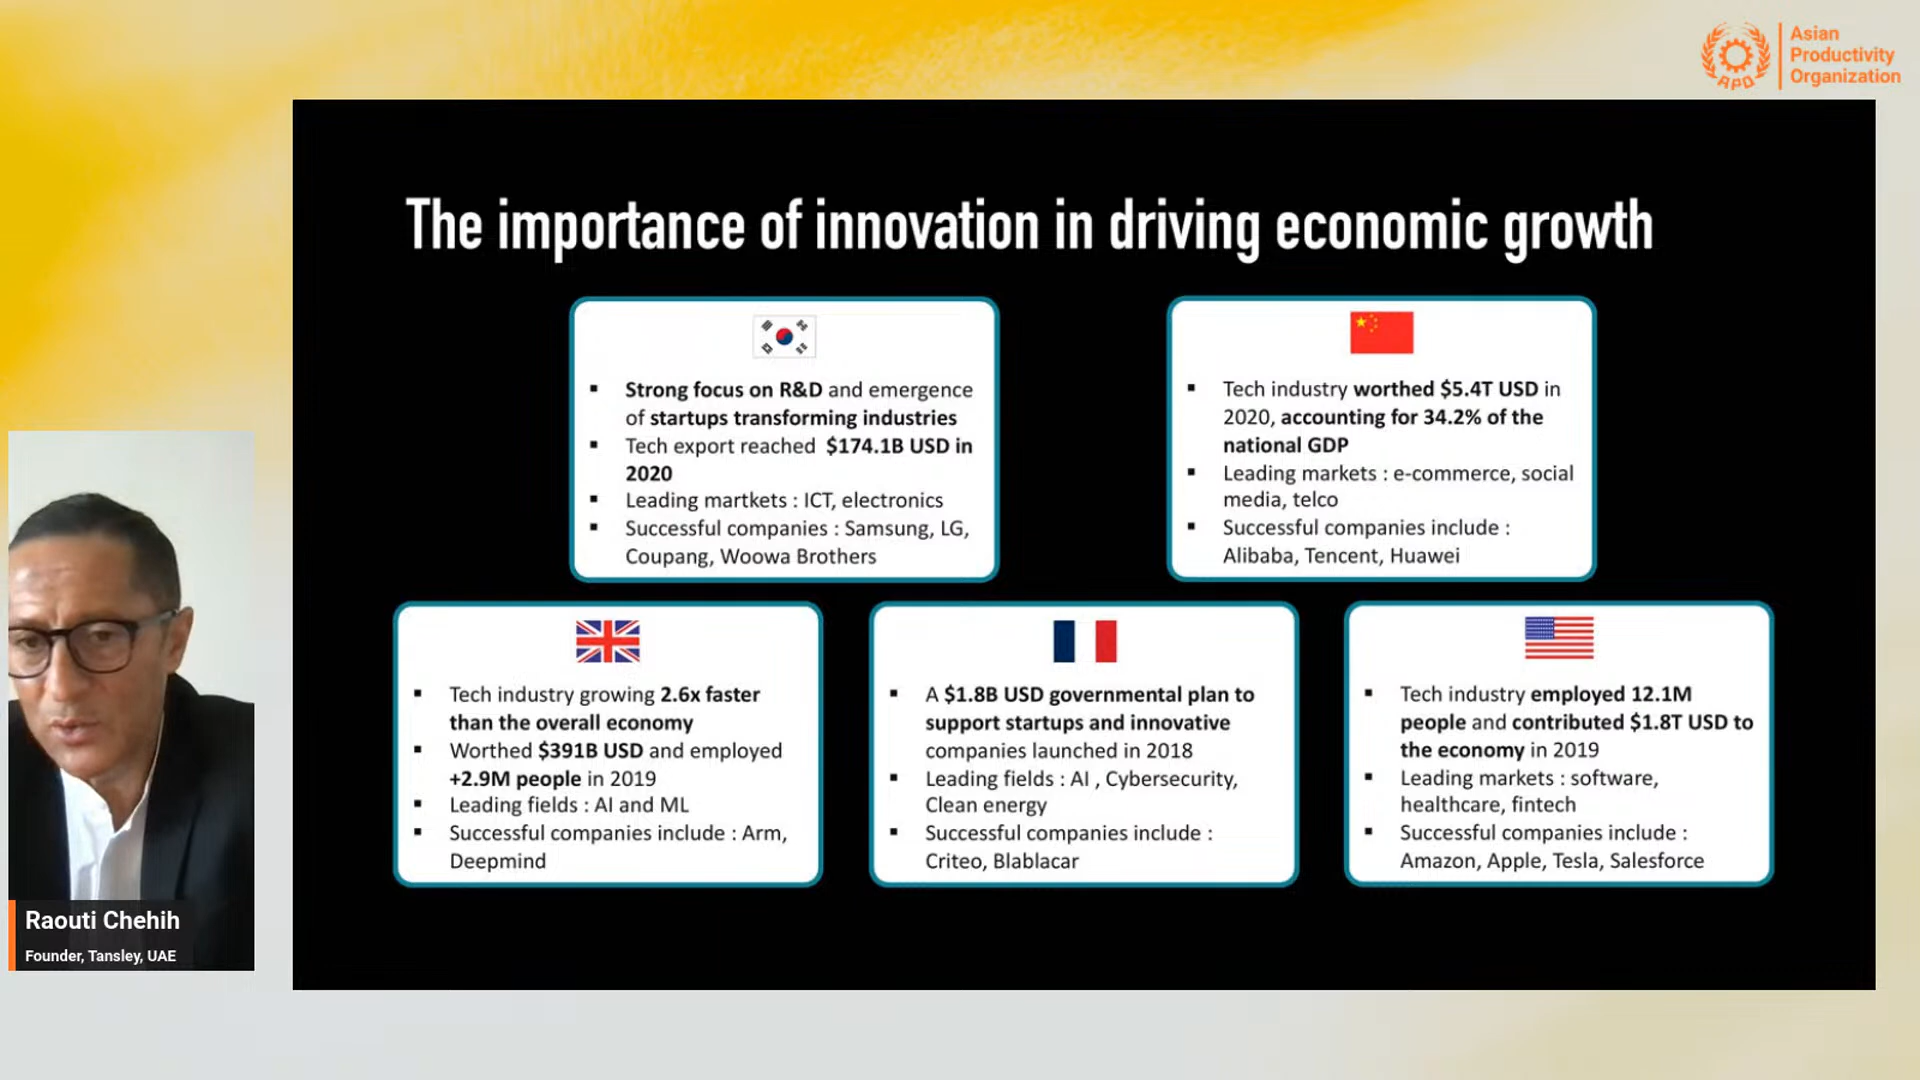 Asian
Productivity
Organization
APO
The importance of innovation in driving economic growth
Strong focus on R&D and emergence
of startups transforming industries
Tech export reached $174.1B USD in
2020
Leading martkets : ICT, electronics
Successful companies : Samsung, LG,
Coupang, Woowa Brothers
Tech industry worthed $5.4T USD in
2020, accounting for 34.2% of the
national GDP
Leading markets : e-commerce, social
media, telco
Successful companies include :
Alibaba, Tencent, Huawei
Tech industry growing 2.6x faster
than the overall economy
Worthed $391B USD and employed
+2.9M people in 2019
Leading fields : AI and ML
Successful companies include : Arm,
Deepmind
A $1.8B USD governmental plan to
support startups and innovative
companies launched in 2018
Leading fields : AI , Cybersecurity,
Clean energy
Successful companies include :
Criteo, Blablacar
Tech industry employed 12.1M
people and contributed $1.8T USD to
the economy in 2019
Leading markets : software,
healthcare, fintech
Successful companies include :
Amazon, Apple, Tesla, Salesforce
Raouti Chehih
Founder, Tansley, UAE